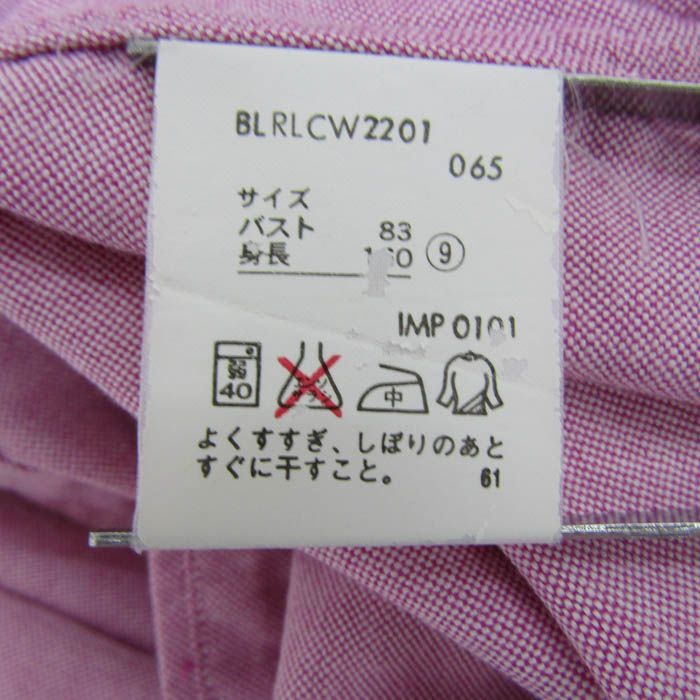 BLRLCW2201
065
サイズ
バスト 83
身長 160 ⑨
IMP 0101
40 中
よくすすぎ、しぼりのあと
すぐに干すこと。 61